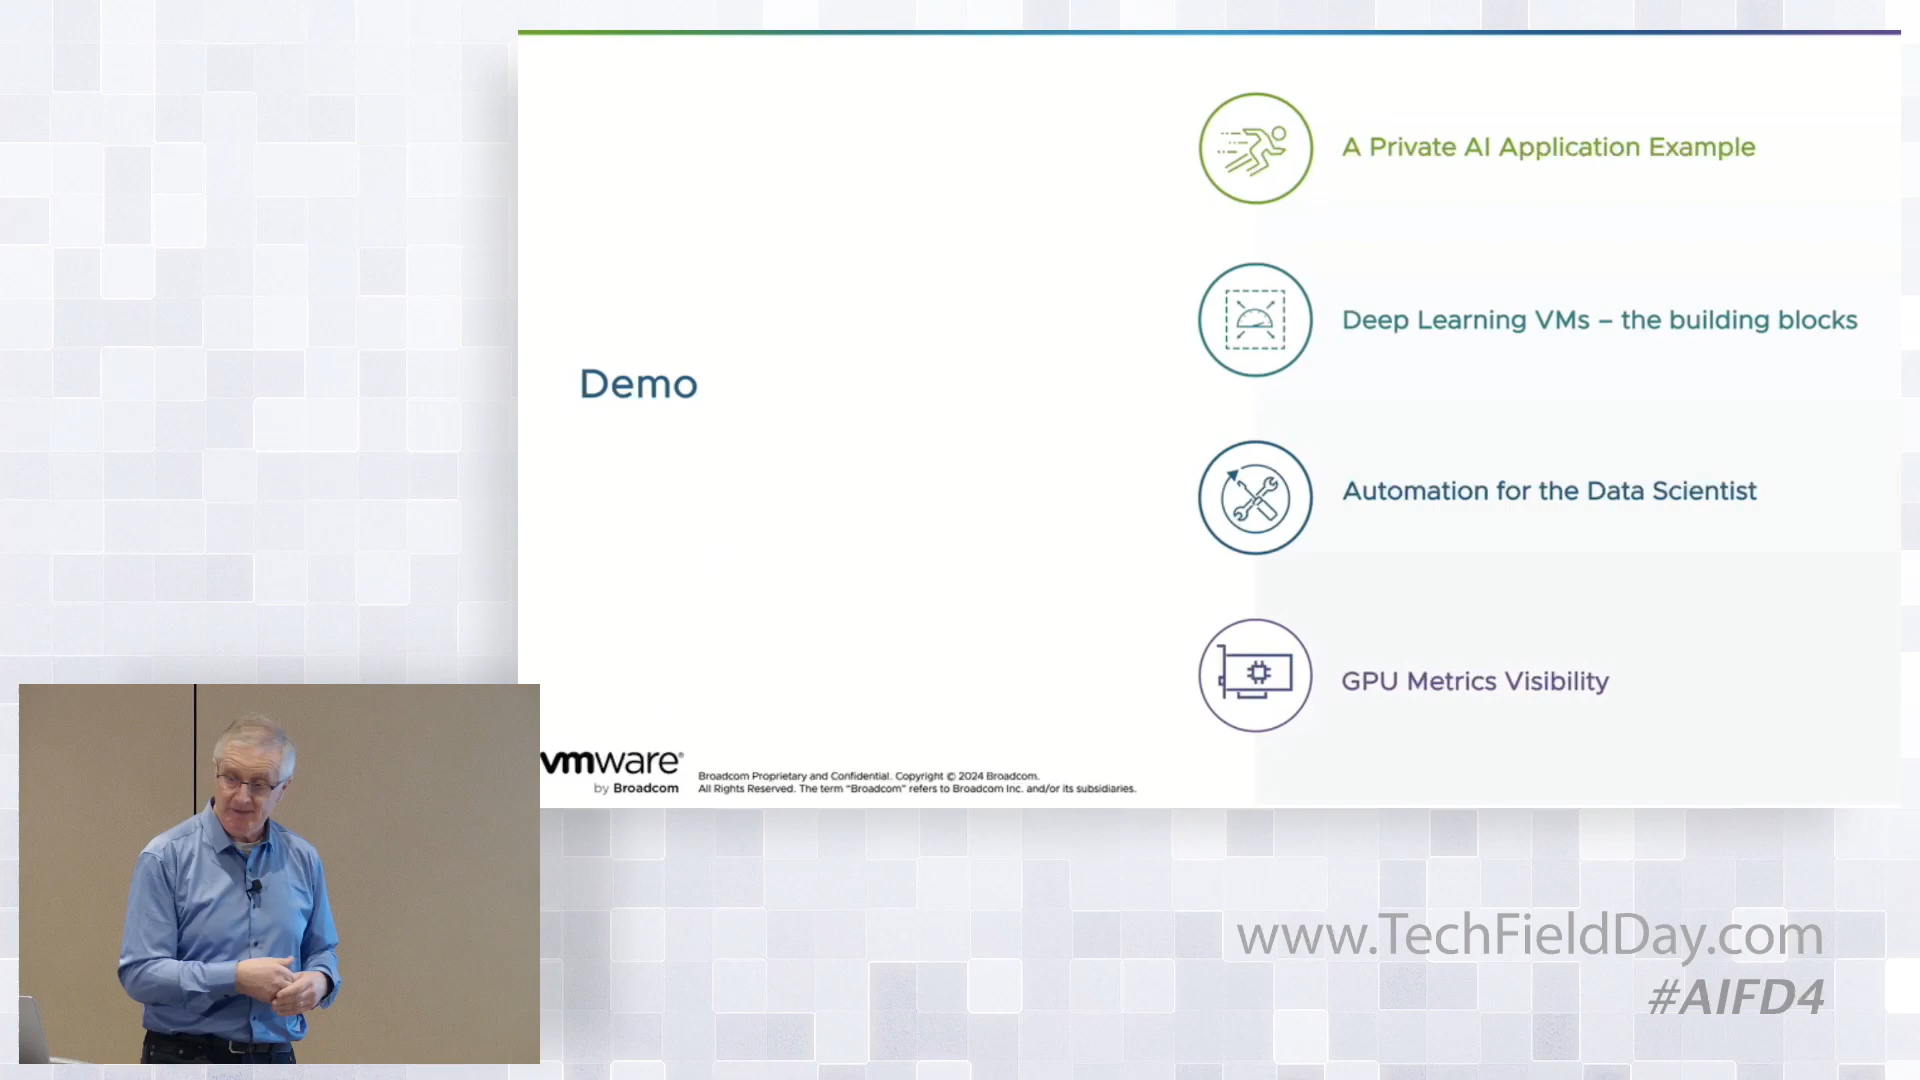 Demo
A Private AI Application Example
Deep Learning VMs – the building blocks
Automation for the Data Scientist
GPU Metrics Visibility
vmware®
by Broadcom
Broadcom Proprietary and Confidential. Copyright © 2024 Broadcom.
All Rights Reserved. The term “Broadcom” refers to Broadcom Inc. and/or its subsidiaries.
www.TechFieldDay.com
#AIFD4